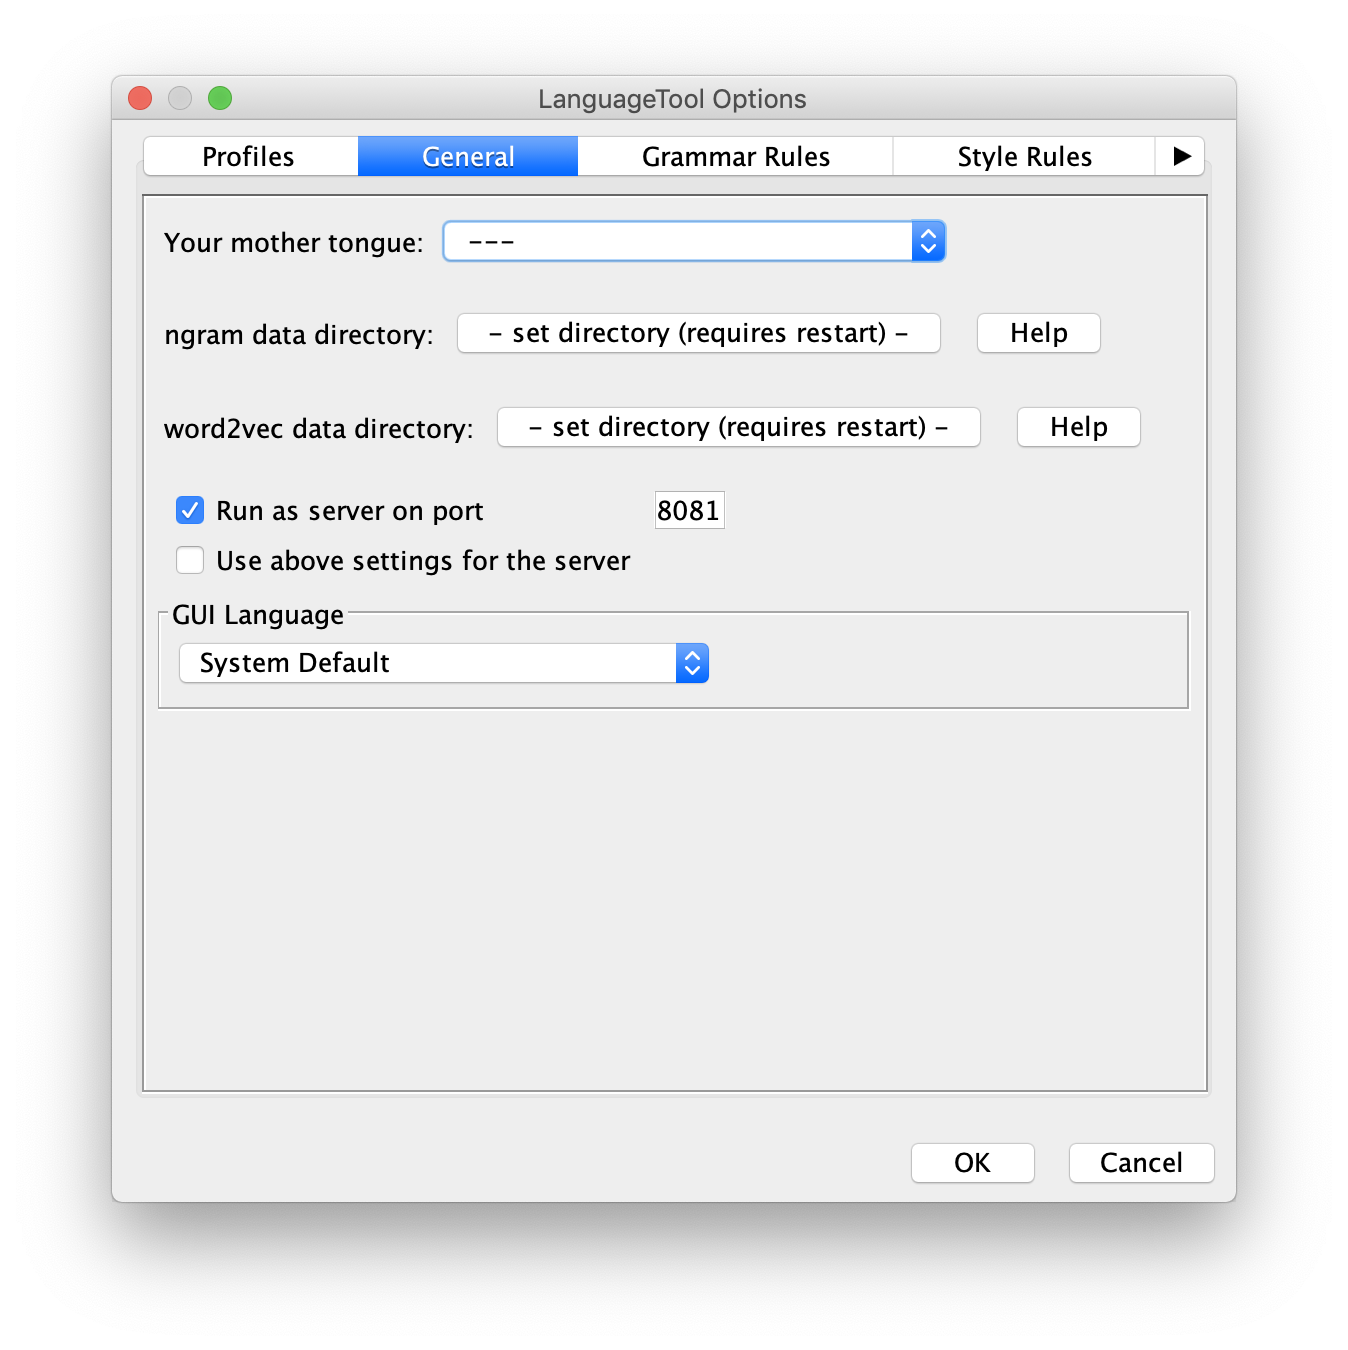 LanguageTool Options
Profiles General Grammar Rules Style Rules
Your mother tongue: ---
ngram data directory: - set directory (requires restart) - Help
word2vec data directory: - set directory (requires restart) - Help
Run as server on port 8081
Use above settings for the server
GUI Language
System Default
OK Cancel